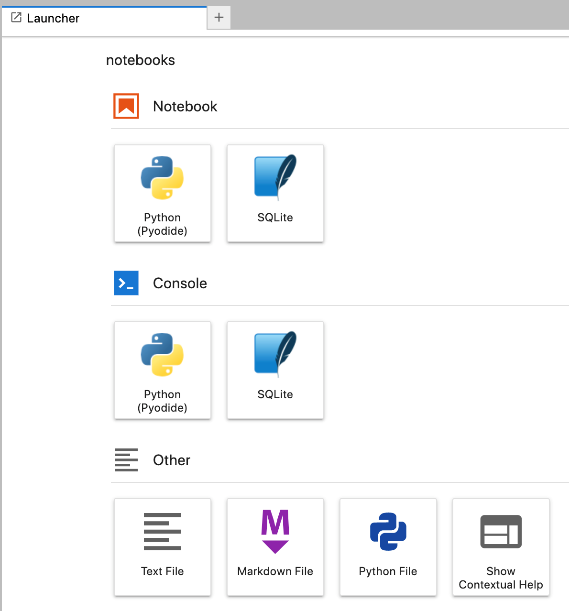 Launcher
+
notebooks
Notebook
Python
(Pyodide)
SQLite
Console
Python
(Pyodide)
SQLite
Other
Text File
M
Markdown File
Python File
Show
Contextual Help